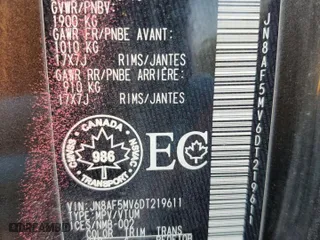 GVWR/PNBV:
1900 KG
GAWR FR/PNBE AVANT:
1010 KG
17X7J RIMS/JANTES
GAWR RR/PNBE ARRIÈRE:
910 KG
17X7J RIMS/JANTES
CANADA
986
TRANSPORT
EC
VIN: JN8AF5MV6DT219611
TYPE: MPV/VTUM
ICES/NMB-002
COLOR TRIM TRANS
JN8AF5MV6DT219611